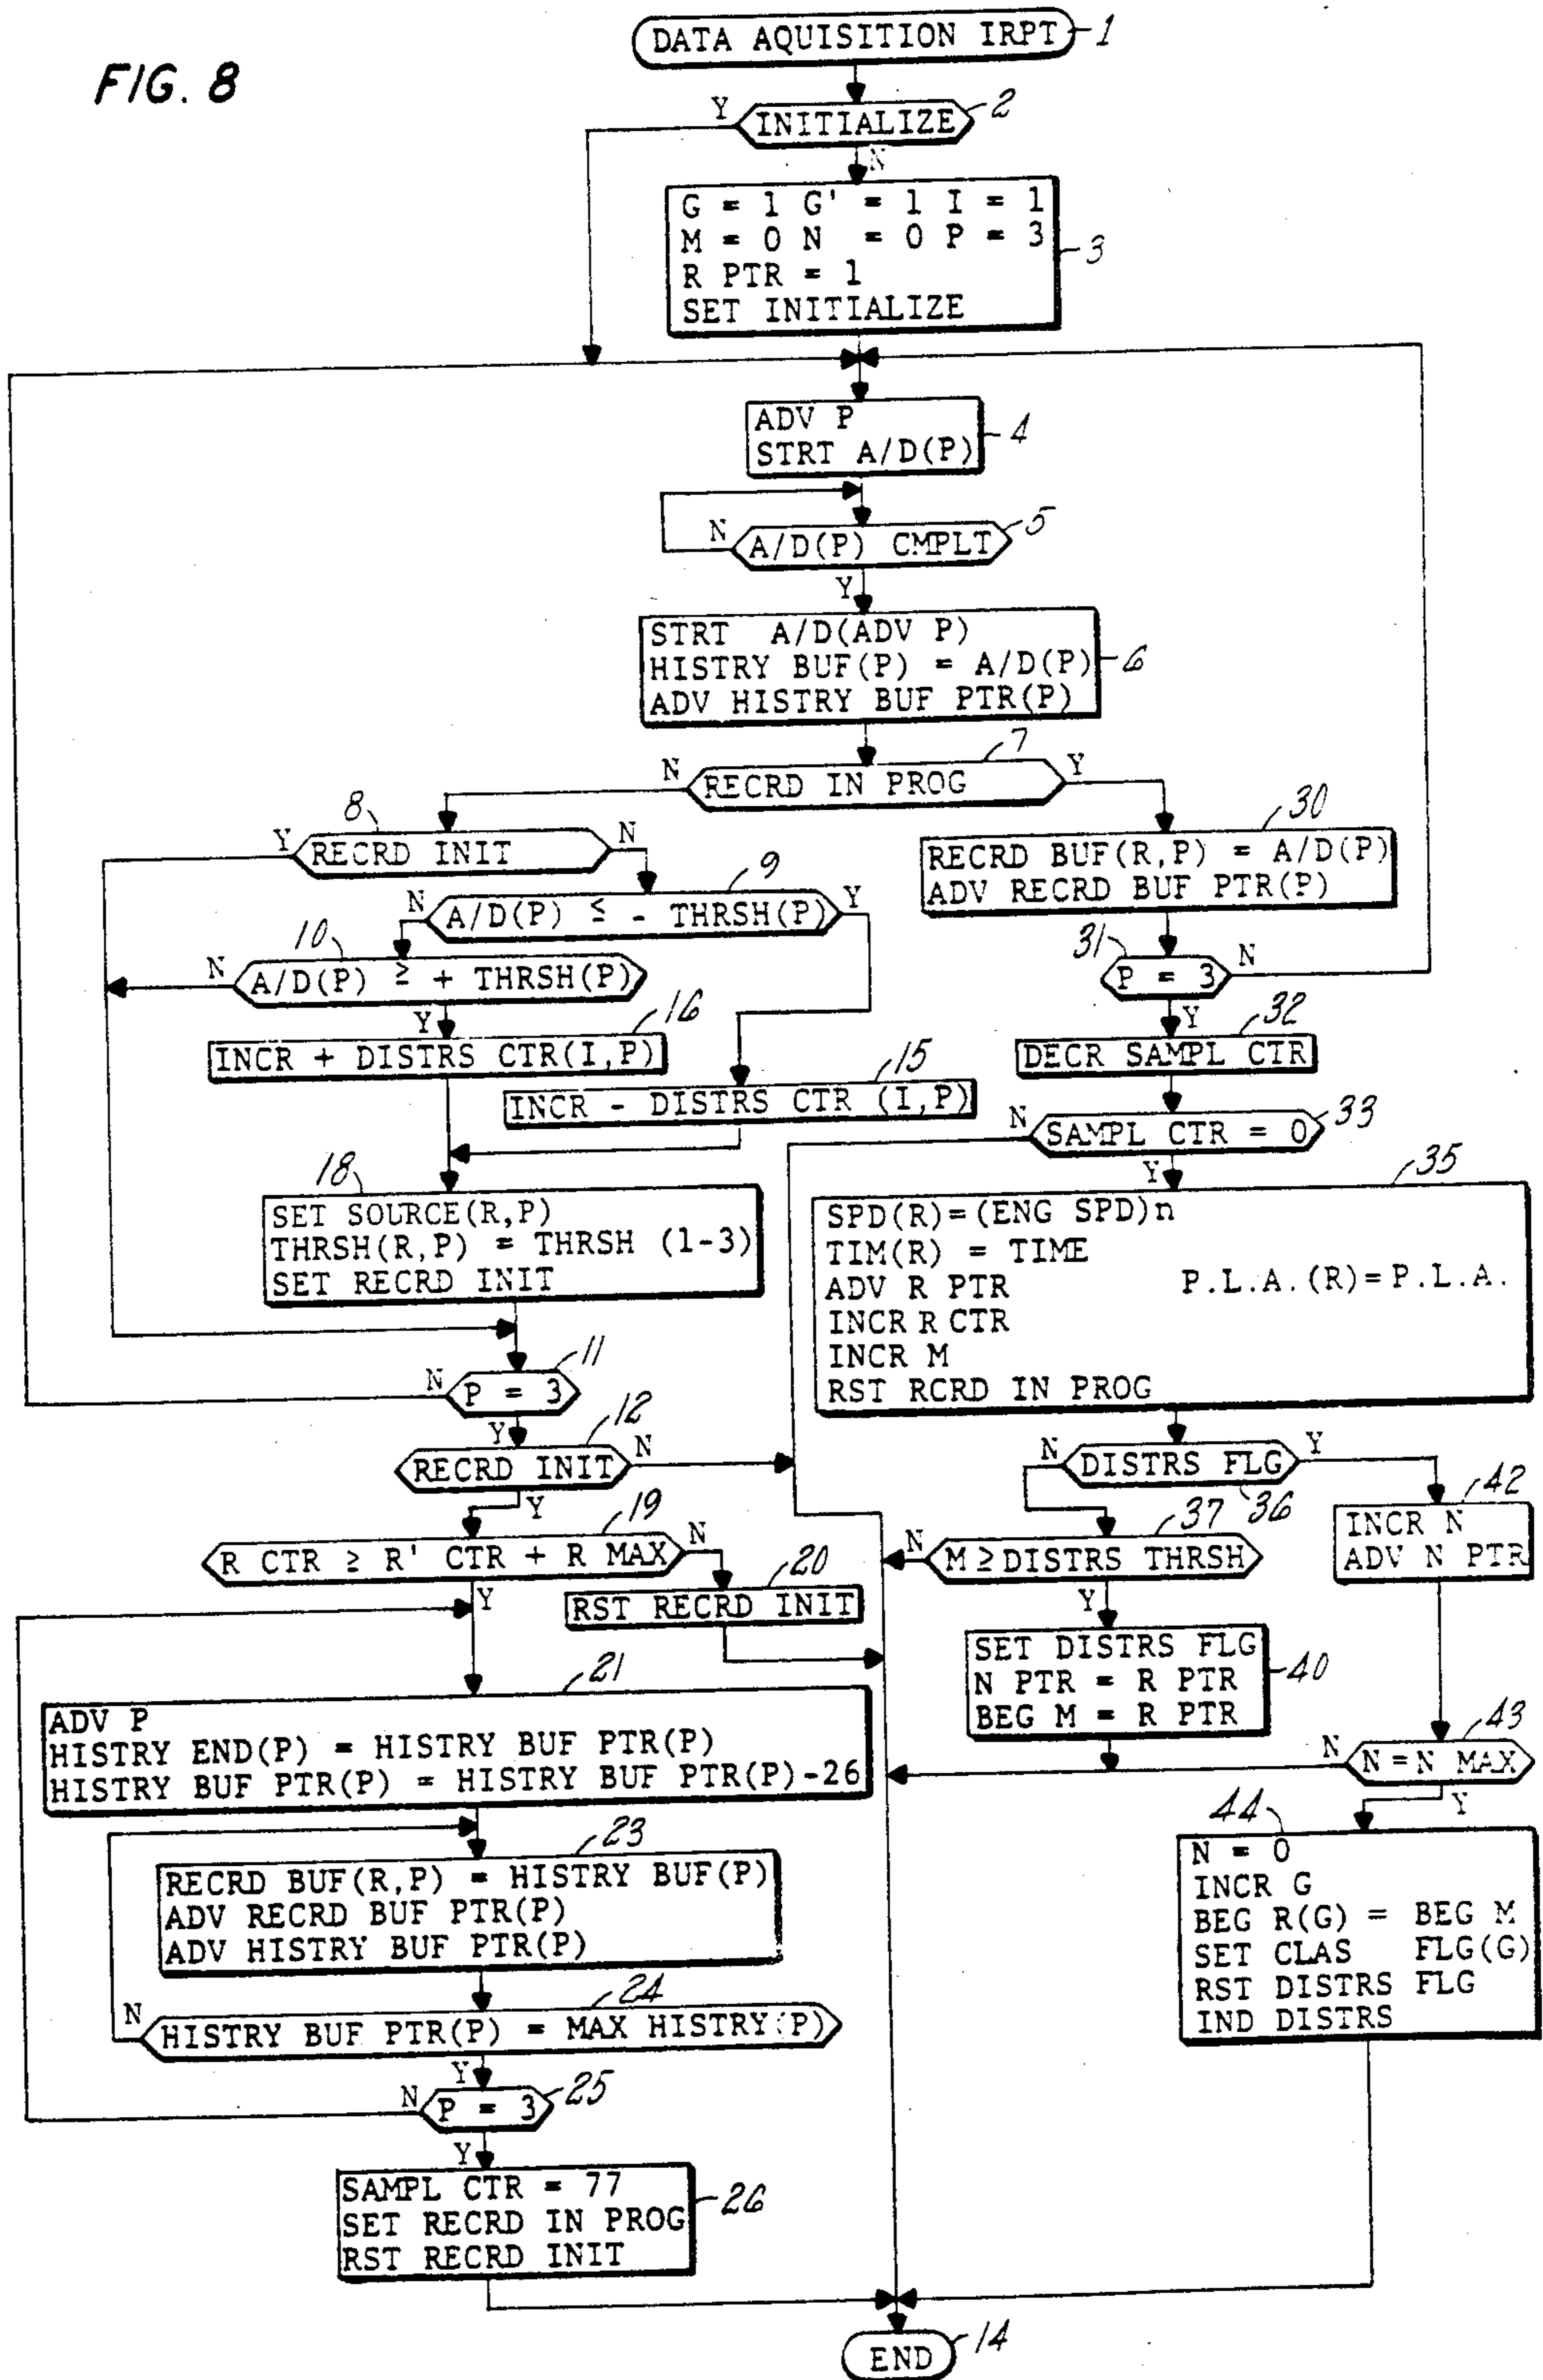 FIG. 8
DATA AQUISITION IRPT
1
INITIALIZE
2
Y
N
G = 1 G' = 1 I = 1
M = 0 N = 0 P = 3
R PTR = 1
SET INITIALIZE
3
ADV P
STRT A/D(P)
4
A/D(P) CMPLT
5
N
Y
STRT A/D(ADV P)
HISTRY BUF(P) = A/D(P)
ADV HISTRY BUF PTR(P)
6
RECRD IN PROG
7
N
Y
RECRD INIT
8
Y
N
A/D(P) ≤ - THRSH(P)
9
N
Y
A/D(P) ≥ + THRSH(P)
10
N
Y
INCR + DISTRS CTR(I,P)
16
INCR - DISTRS CTR (I,P)
15
SET SOURCE(R,P)
THRSH(R,P) = THRSH (1-3)
SET RECRD INIT
18
P = 3
11
N
Y
RECRD INIT
12
N
Y
R CTR ≥ R' CTR + R MAX
19
N
Y
RST RECRD INIT
20
ADV P
HISTRY END(P) = HISTRY BUF PTR(P)
HISTRY BUF PTR(P) = HISTRY BUF PTR(P)-26
21
RECRD BUF(R,P) = HISTRY BUF(P)
ADV RECRD BUF PTR(P)
ADV HISTRY BUF PTR(P)
23
HISTRY BUF PTR(P) = MAX HISTRY(P)
24
N
Y
P = 3
25
N
Y
SAMPL CTR = 77
SET RECRD IN PROG
RST RECRD INIT
26
RECRD BUF(R,P) = A/D(P)
ADV RECRD BUF PTR(P)
30
P = 3
31
N
Y
DECR SAMPL CTR
32
SAMPL CTR = 0
33
N
Y
SPD(R)=(ENG SPD)n
TIM(R) = TIME
ADV R PTR P.L.A.(R)=P.L.A.
INCR R CTR
INCR M
RST RCRD IN PROG
35
DISTRS FLG
36
N
Y
M ≥ DISTRS THRSH
37
N
Y
SET DISTRS FLG
N PTR = R PTR
BEG M = R PTR
40
INCR N
ADV N PTR
42
N = N MAX
43
N
Y
N = 0
INCR G
BEG R(G) = BEG M
SET CLAS FLG(G)
RST DISTRS FLG
IND DISTRS
44
END
14